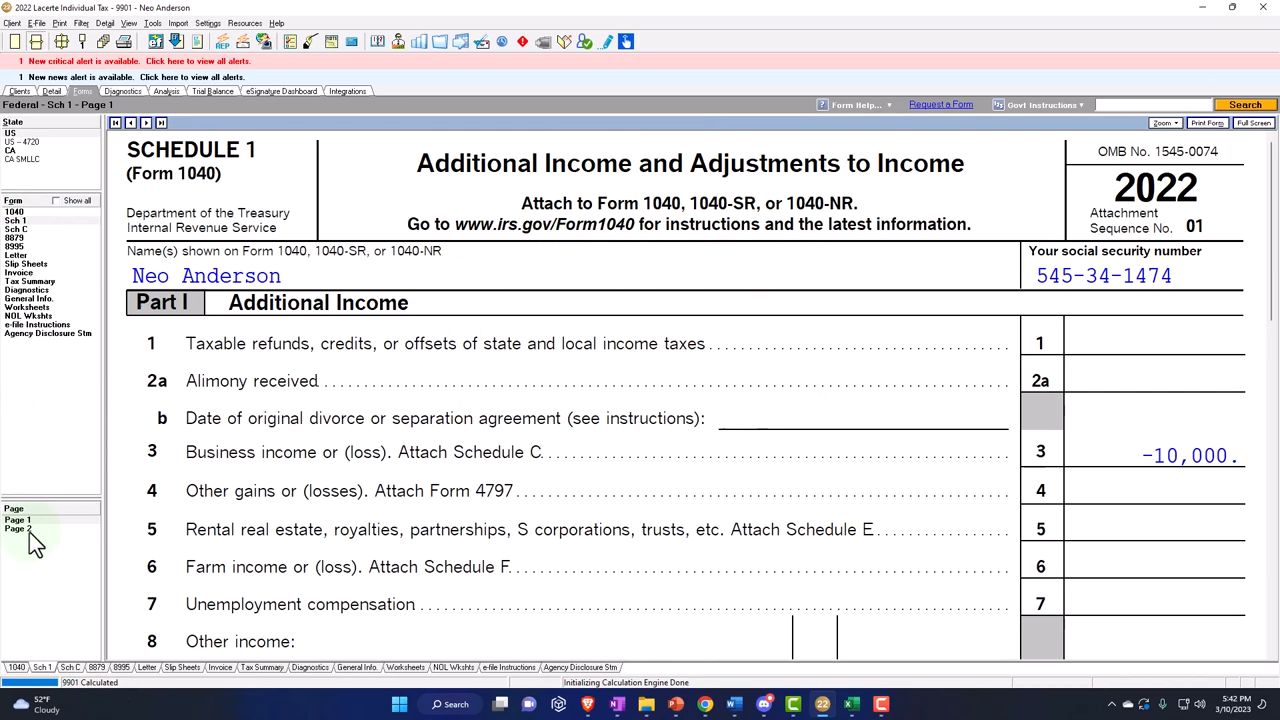 2022 Lacerte Individual Tax - 9901 - Neo Anderson
Client E-File Print Filter Detail View Tools Import Settings Resources Help
1 New critical alert is available. Click here to view all alerts.
1 New news alert is available. Click here to view all alerts.
Clients Detail Forms Diagnostics Analysis Trial Balance eSignature Dashboard Integrations
Federal - Sch 1 - Page 1
Form Help... Request a Form Govt Instructions Search
State
US
US - 4720
CA
CA SMLLC
Form Show all
1040
Sch 1
Sch C
8879
8995
Letter
Slip Sheets
Invoice
Tax Summary
Diagnostics
General Info.
Worksheets
NOL Wkshts
e-file Instructions
Agency Disclosure Stm
Page
Page 1
Page 2
Zoom Print Form Full Screen
SCHEDULE 1
(Form 1040)
Department of the Treasury
Internal Revenue Service
Additional Income and Adjustments to Income
Attach to Form 1040, 1040-SR, or 1040-NR.
Go to www.irs.gov/Form1040 for instructions and the latest information.
OMB No. 1545-0074
2022
Attachment
Sequence No. 01
Name(s) shown on Form 1040, 1040-SR, or 1040-NR
Your social security number
Neo Anderson 545-34-1474
Part I Additional Income
1 Taxable refunds, credits, or offsets of state and local income taxes 1
2a Alimony received 2a
b Date of original divorce or separation agreement (see instructions):
3 Business income or (loss). Attach Schedule C 3 -10,000.
4 Other gains or (losses). Attach Form 4797 4
5 Rental real estate, royalties, partnerships, S corporations, trusts, etc. Attach Schedule E 5
6 Farm income or (loss). Attach Schedule F 6
7 Unemployment compensation 7
8 Other income:
1040 Sch 1 Sch C 8879 8995 Letter Slip Sheets Invoice Tax Summary Diagnostics General Info. Worksheets NOL Wkshts e-file Instructions Agency Disclosure Stm
9901 Calculated Initializing Calculation Engine Done
52°F
Cloudy
Search
5:42 PM
3/10/2023